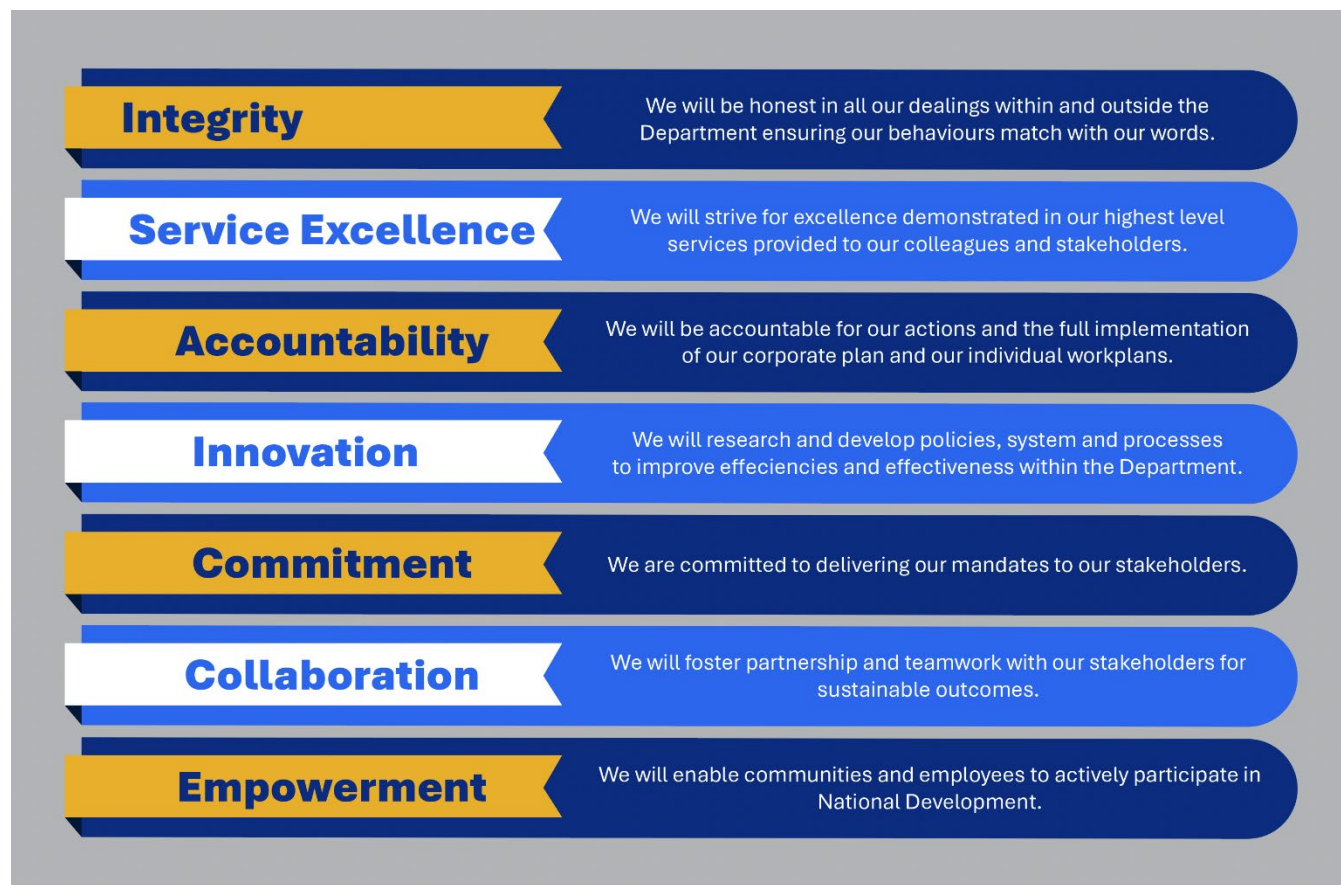 Integrity
We will be honest in all our dealings within and outside the
Department ensuring our behaviours match with our words.
Service Excellence
We will strive for excellence demonstrated in our highest level
services provided to our colleagues and stakeholders.
Accountability
We will be accountable for our actions and the full implementation
of our corporate plan and our individual workplans.
Innovation
We will research and develop policies, system and processes
to improve effeciencies and effectiveness within the Department.
Commitment
We are committed to delivering our mandates to our stakeholders.
Collaboration
We will foster partnership and teamwork with our stakeholders for
sustainable outcomes.
Empowerment
We will enable communities and employees to actively participate in
National Development.